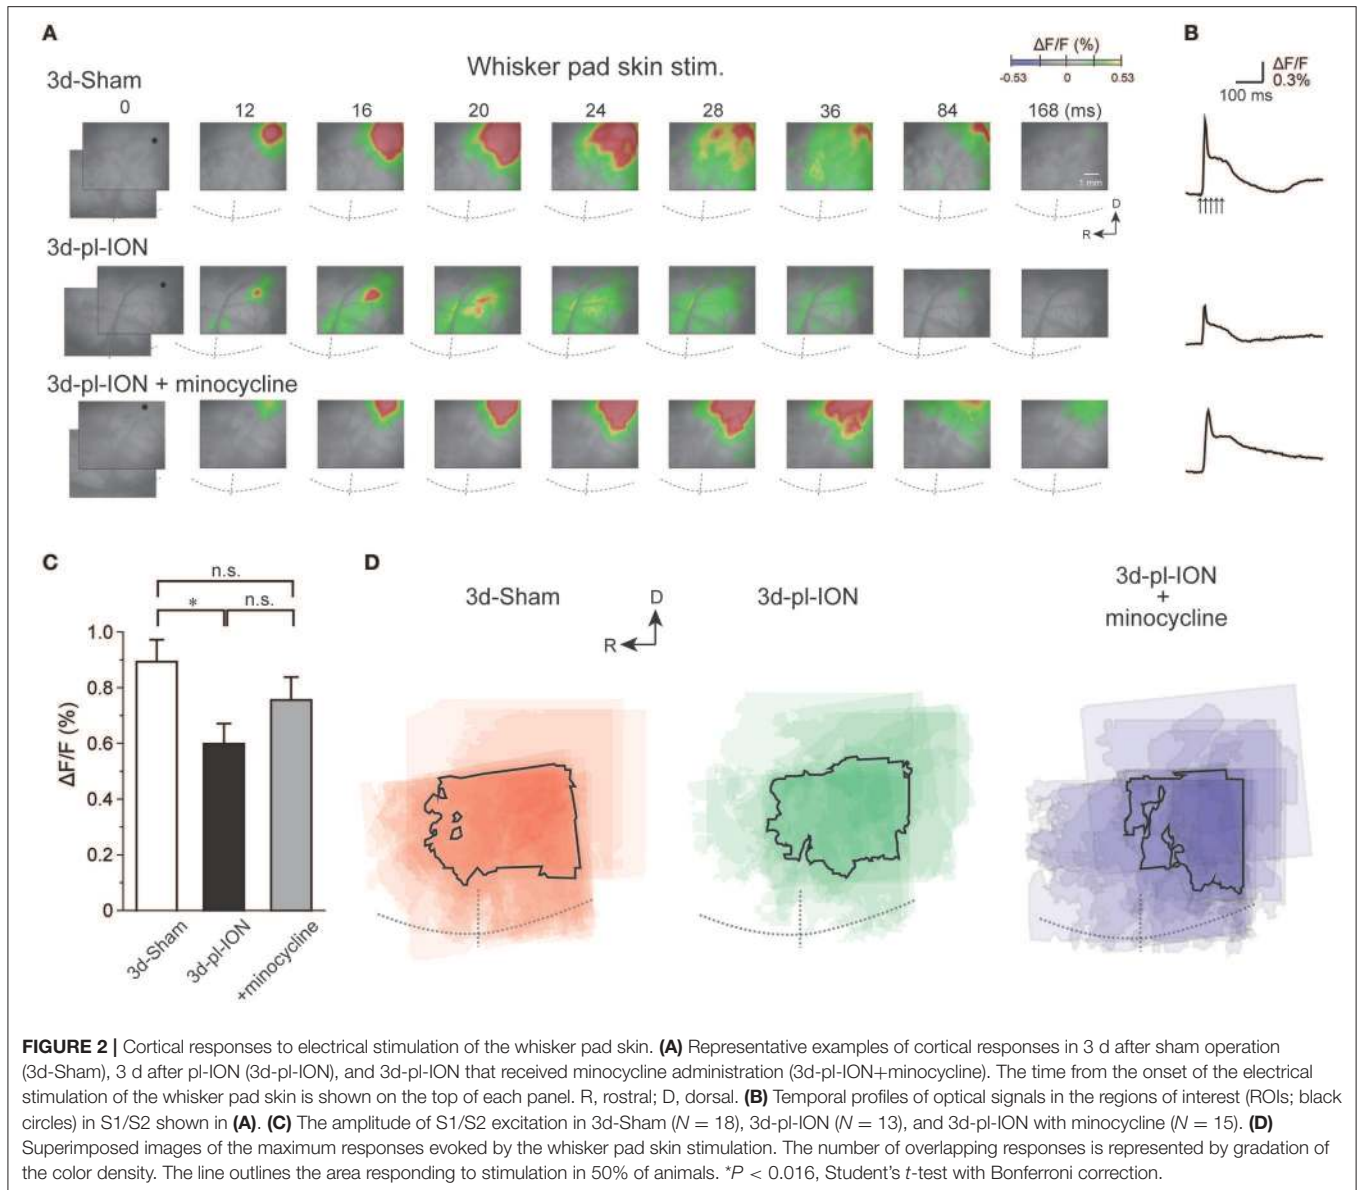 A
Whisker pad skin stim.
ΔF/F (%)
-0.53 0 0.53
B
ΔF/F
0.3%
100 ms
3d-Sham
0 12 16 20 24 28 36 84 168 (ms)
1 mm
D
R
3d-pl-ION
3d-pl-ION + minocycline
C
n.s.
* n.s.
1.0
0.8
0.6
0.4
0.2
0
ΔF/F (%)
3d-Sham
3d-pl-ION
+minocycline
D
3d-Sham
D
R
3d-pl-ION
3d-pl-ION
+
minocycline
FIGURE 2 | Cortical responses to electrical stimulation of the whisker pad skin. (A) Representative examples of cortical responses in 3 d after sham operation
(3d-Sham), 3 d after pl-ION (3d-pl-ION), and 3d-pl-ION that received minocycline administration (3d-pl-ION+minocycline). The time from the onset of the electrical
stimulation of the whisker pad skin is shown on the top of each panel. R, rostral; D, dorsal. (B) Temporal profiles of optical signals in the regions of interest (ROIs; black
circles) in S1/S2 shown in (A). (C) The amplitude of S1/S2 excitation in 3d-Sham (N = 18), 3d-pl-ION (N = 13), and 3d-pl-ION with minocycline (N = 15). (D)
Superimposed images of the maximum responses evoked by the whisker pad skin stimulation. The number of overlapping responses is represented by gradation of
the color density. The line outlines the area responding to stimulation in 50% of animals. *P < 0.016, Student's t-test with Bonferroni correction.